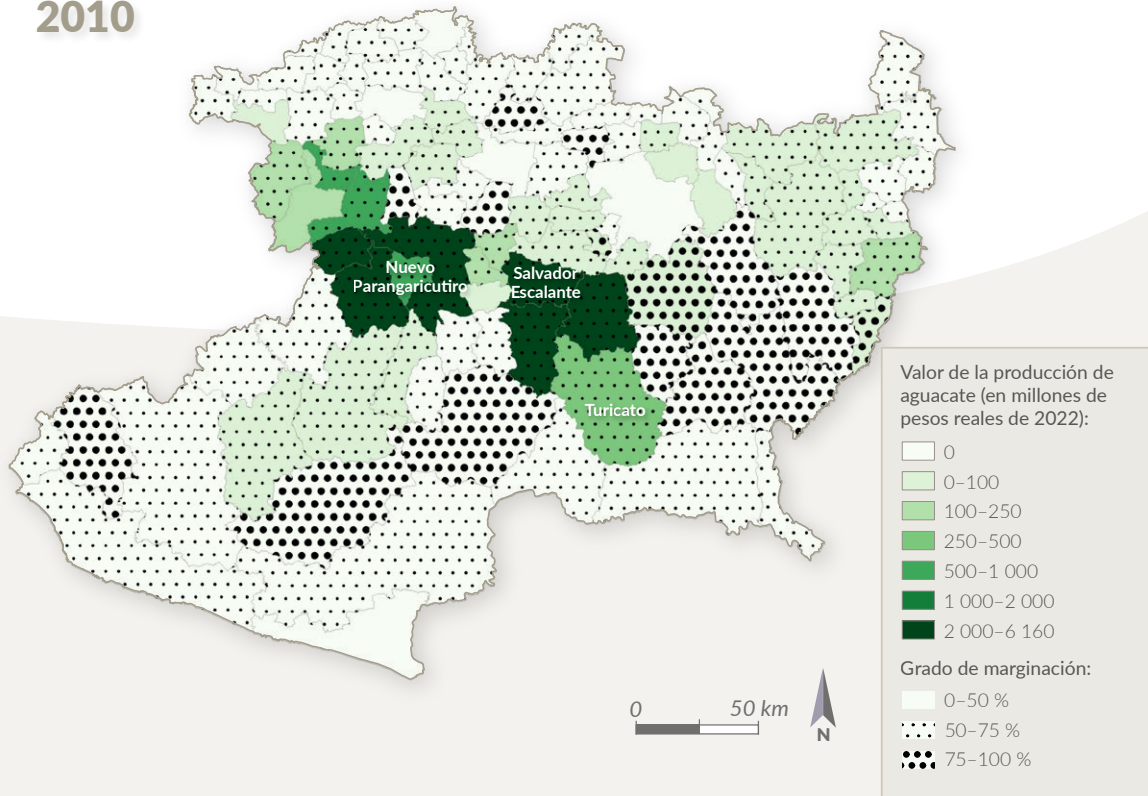 2010
Nuevo
Parangaricutiro
Salvador
Escalante
Turicato
Valor de la producción de
aguacate (en millones de
pesos reales de 2022):
0
0–100
100–250
250–500
500–1 000
1 000–2 000
2 000–6 160
Grado de marginación:
0–50 %
50–75 %
75–100 %
0 50 km
N